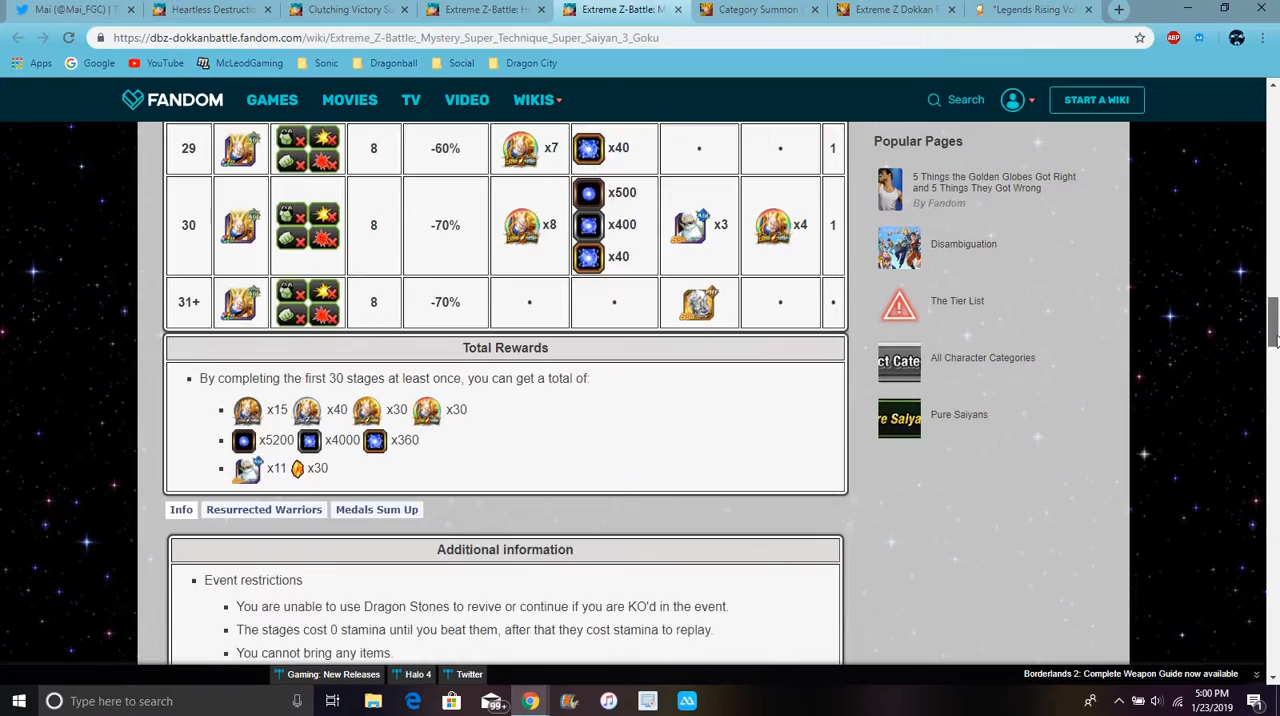 Mai (@Mai_FGC) | T
Heartless Destructio
Clutching Victory Su
Extreme Z-Battle: He
Extreme Z-Battle: M
Category Summon |
Extreme Z Dokkan F
"Legends Rising Vol
https://dbz-dokkanbattle.fandom.com/wiki/Extreme_Z-Battle:_Mystery_Super_Technique_Super_Saiyan_3_Goku
ABP
Apps Google YouTube McLeodGaming Sonic Dragonball Social Dragon City
FANDOM GAMES MOVIES TV VIDEO WIKIS Search START A WIKI
29 8 -60% x7 x40 • • 1
30 8 -70% x8 x500 x400 x40 x3 x4 1
31+ 8 -70% • • • •
Total Rewards
By completing the first 30 stages at least once, you can get a total of:
x15 x40 x30 x30
x5200 x4000 x360
x11 x30
Info Resurrected Warriors Medals Sum Up
Additional information
Event restrictions
You are unable to use Dragon Stones to revive or continue if you are KO'd in the event.
The stages cost 0 stamina until you beat them, after that they cost stamina to replay.
You cannot bring any items.
Popular Pages
5 Things the Golden Globes Got Right
and 5 Things They Got Wrong
By Fandom
Disambiguation
The Tier List
ct Cate
All Character Categories
re Saiya
Pure Saiyans
Gaming: New Releases Halo 4 Twitter
Borderlands 2: Complete Weapon Guide now available
Type here to search
99+
5:00 PM
1/23/2019